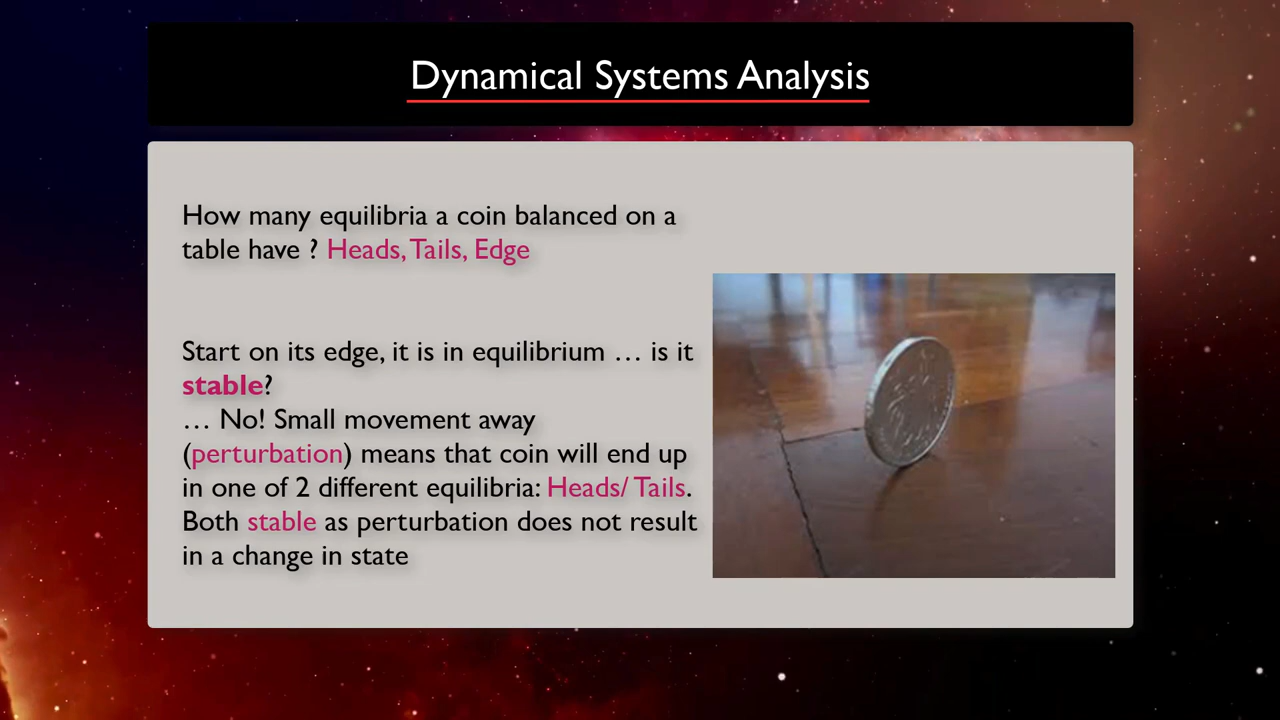 Dynamical Systems Analysis
How many equilibria a coin balanced on a
table have ? Heads, Tails, Edge
Start on its edge, it is in equilibrium … is it
stable?
… No! Small movement away
(perturbation) means that coin will end up
in one of 2 different equilibria: Heads/ Tails.
Both stable as perturbation does not result
in a change in state